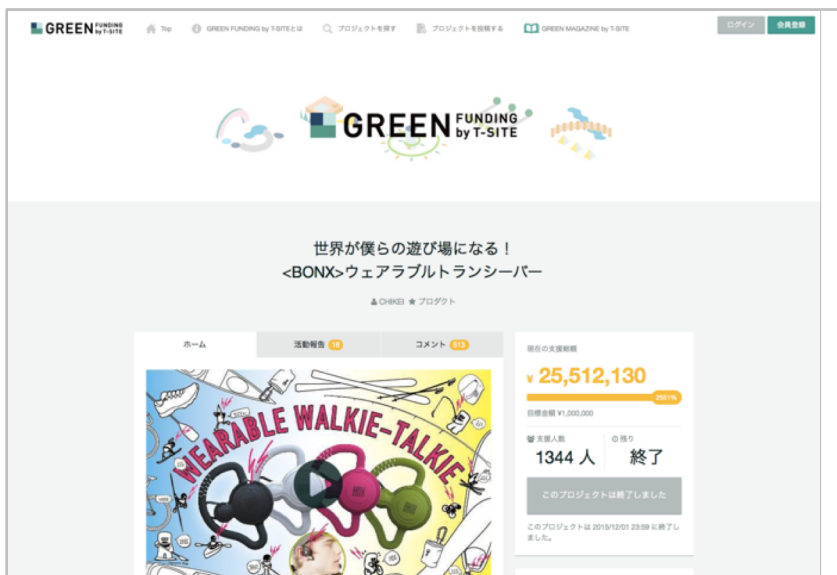 GREEN FUNDING by T-SITE
Top
GREEN FUNDING by T-SITEとは
プロジェクトを探す
プロジェクトを投稿する
GREEN MAGAZINE by T-SITE
ログイン
会員登録
GREEN FUNDING by T-SITE
世界が僕らの遊び場になる！
<BONX>ウェアラブルトランシーバー
CHIKEI プロダクト
ホーム
活動報告 18
コメント 513
WEARABLE WALKIE-TALKIE
現在の支援総額
¥ 25,512,130
2551%
目標金額 ¥1,000,000
支援人数
1344 人
残り
終了
このプロジェクトは終了しました
このプロジェクトは 2015/12/01 23:59 に終了し
ました。